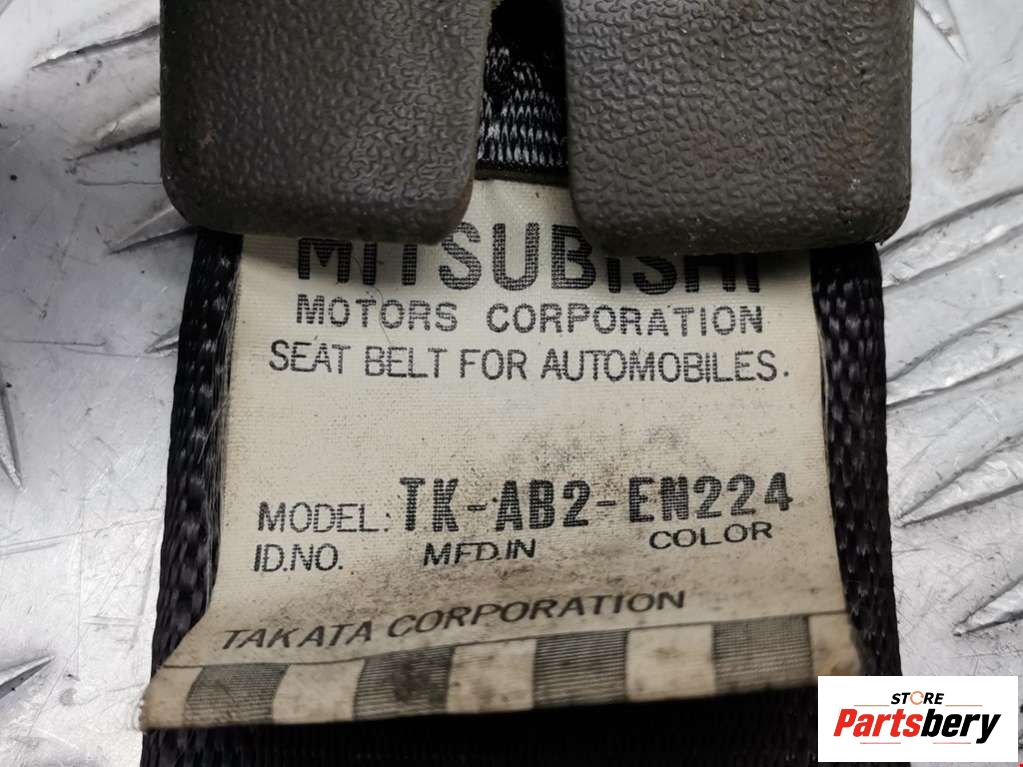 MITSUBISHI
MOTORS CORPORATION
SEAT BELT FOR AUTOMOBILES.
MODEL: TK-AB2-EN224
ID.NO. MFD.IN COLOR
TAKATA CORPORATION
STORE
Partsbery